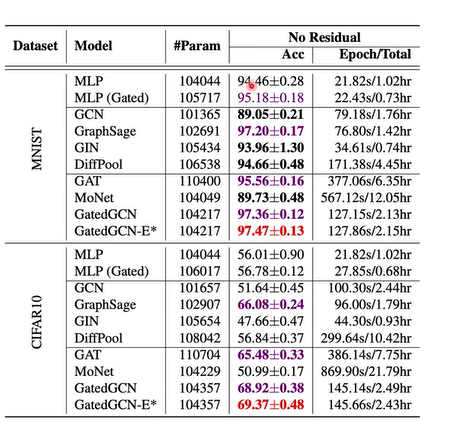 Dataset Model #Param No Residual
Acc Epoch/Total
MNIST
MLP 104044 94.46±0.28 21.82s/1.02hr
MLP (Gated) 105717 95.18±0.18 22.43s/0.73hr
GCN 101365 89.05±0.21 79.18s/1.76hr
GraphSage 102691 97.20±0.17 76.80s/1.42hr
GIN 105434 93.96±1.30 34.61s/0.74hr
DiffPool 106538 94.66±0.48 171.38s/4.45hr
GAT 110400 95.56±0.16 377.06s/6.35hr
MoNet 104049 89.73±0.48 567.12s/12.05hr
GatedGCN 104217 97.36±0.12 127.15s/2.13hr
GatedGCN-E* 104217 97.47±0.13 127.86s/2.15hr
CIFAR10
MLP 104044 56.01±0.90 21.82s/1.02hr
MLP (Gated) 106017 56.78±0.12 27.85s/0.68hr
GCN 101657 51.64±0.45 100.30s/2.44hr
GraphSage 102907 66.08±0.24 96.00s/1.79hr
GIN 105654 47.66±0.47 44.30s/0.93hr
DiffPool 108042 56.84±0.37 299.64s/10.42hr
GAT 110704 65.48±0.33 386.14s/7.75hr
MoNet 104229 50.99±0.17 869.90s/21.79hr
GatedGCN 104357 68.92±0.38 145.14s/2.49hr
GatedGCN-E* 104357 69.37±0.48 145.66s/2.43hr